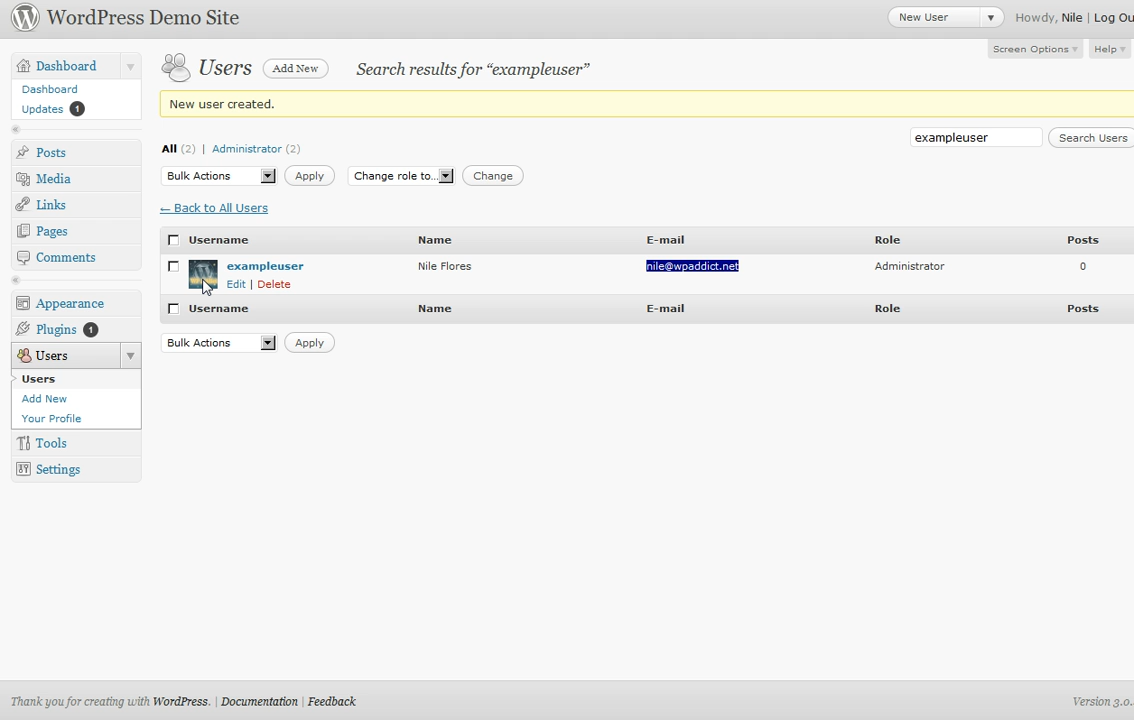 WordPress Demo Site
New User
Howdy, Nile | Log Ou
Screen Options
Help
Dashboard
Dashboard
Updates 1
Posts
Media
Links
Pages
Comments
Appearance
Plugins 1
Users
Users
Add New
Your Profile
Tools
Settings
Users Add New Search results for “exampleuser”
New user created.
exampleuser Search Users
All (2) | Administrator (2)
Bulk Actions Apply Change role to... Change
← Back to All Users
Username Name E-mail Role Posts
exampleuser Nile Flores nile@wpaddict.net Administrator 0
Edit | Delete
Username Name E-mail Role Posts
Bulk Actions Apply
Thank you for creating with WordPress. | Documentation | Feedback
Version 3.0.